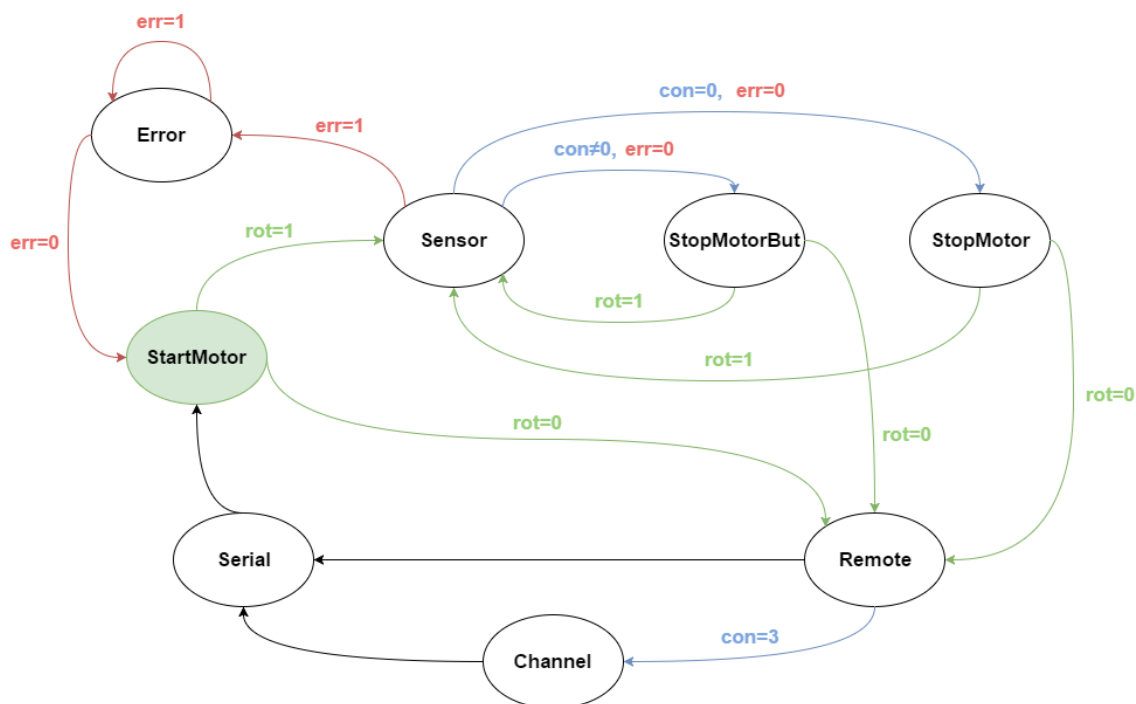 err=1
con=0, err=0
Error
err=1
con≠0, err=0
rot=1
Sensor
StopMotorBut
StopMotor
err=0
rot=1
StartMotor
rot=1
rot=0
rot=0
rot=0
Serial
Remote
con=3
Channel